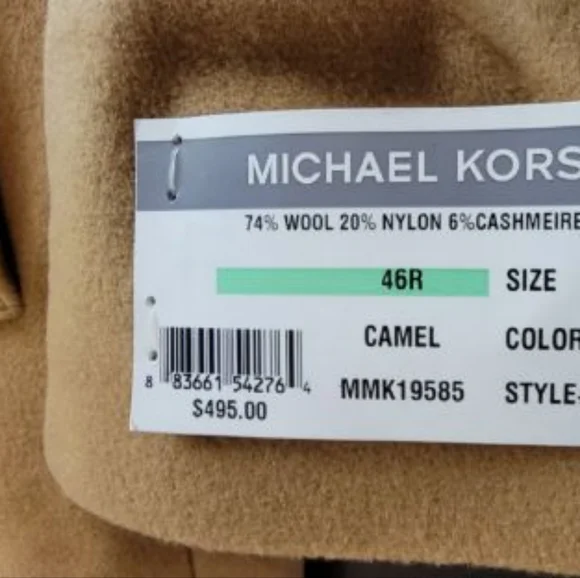 MICHAEL KORS
74% WOOL 20% NYLON 6%CASHMEIRE
46R SIZE
CAMEL COLOR
MMK19585 STYLE-
8 83661 54276 4
$495.00